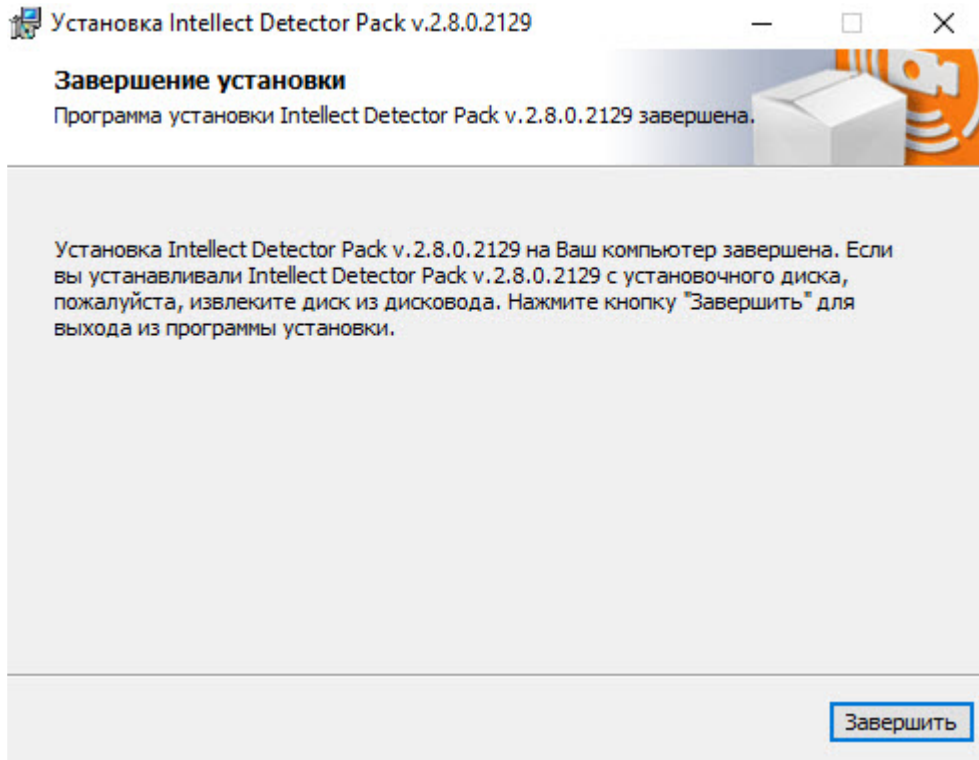 Установка Intellect Detector Pack v.2.8.0.2129
Завершение установки
Программа установки Intellect Detector Pack v.2.8.0.2129 завершена.
Установка Intellect Detector Pack v.2.8.0.2129 на Ваш компьютер завершена. Если
вы устанавливали Intellect Detector Pack v.2.8.0.2129 с установочного диска,
пожалуйста, извлеките диск из дисковода. Нажмите кнопку "Завершить" для
выхода из программы установки.
Завершить